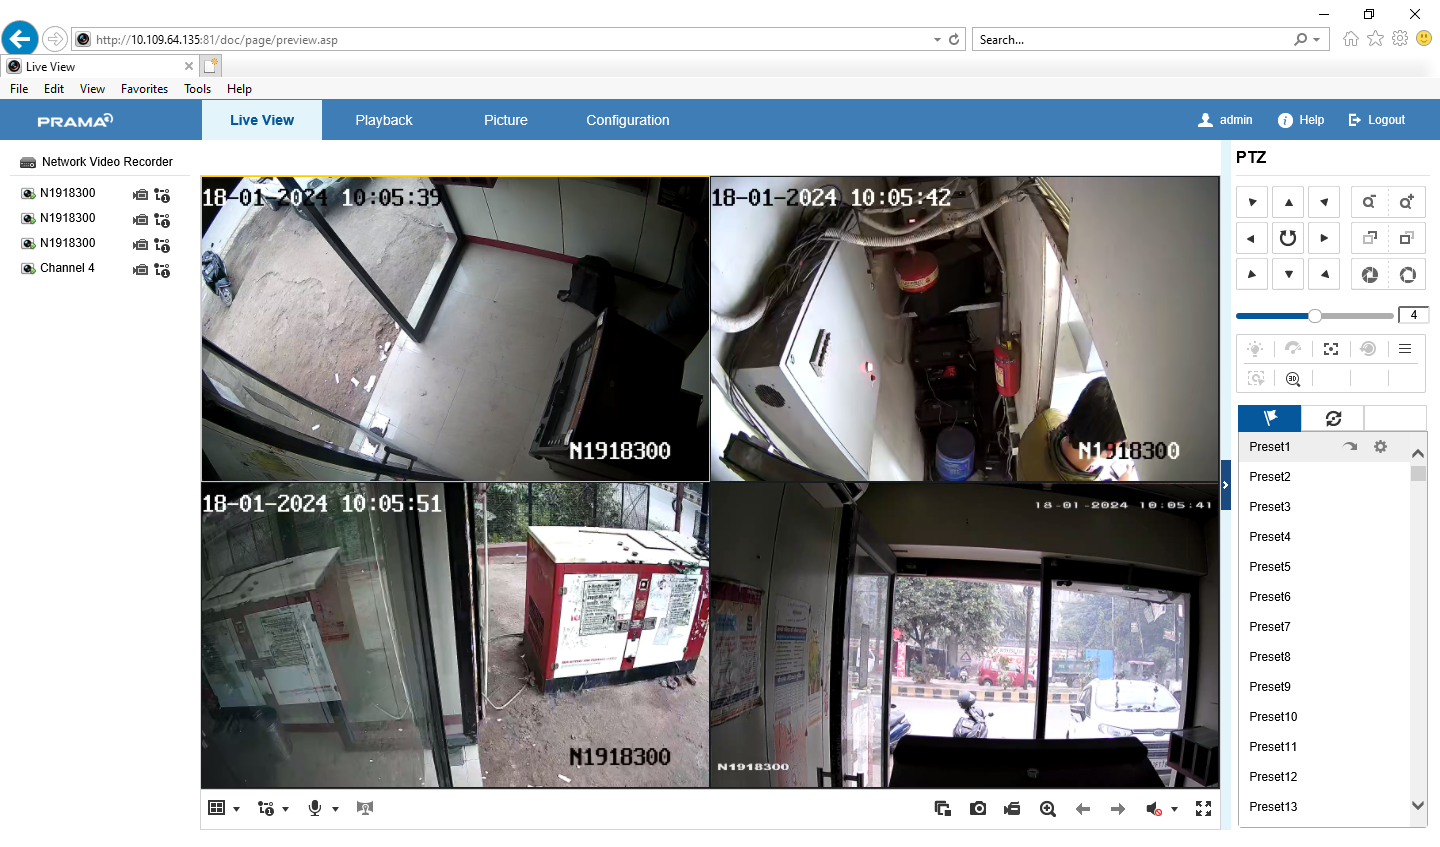 http://10.109.64.135:81/doc/page/preview.asp
Search...
Live View
File Edit View Favorites Tools Help
PRAMA
Live View Playback Picture Configuration
admin Help Logout
Network Video Recorder
N1918300
N1918300
N1918300
Channel 4
18-01-2024 10:05:39
N1918300
18-01-2024 10:05:42
N1918300
18-01-2024 10:05:51
N1918300
18-01-2024 10:05:41
N1918300
PTZ
4
3D
Preset1
Preset2
Preset3
Preset4
Preset5
Preset6
Preset7
Preset8
Preset9
Preset10
Preset11
Preset12
Preset13